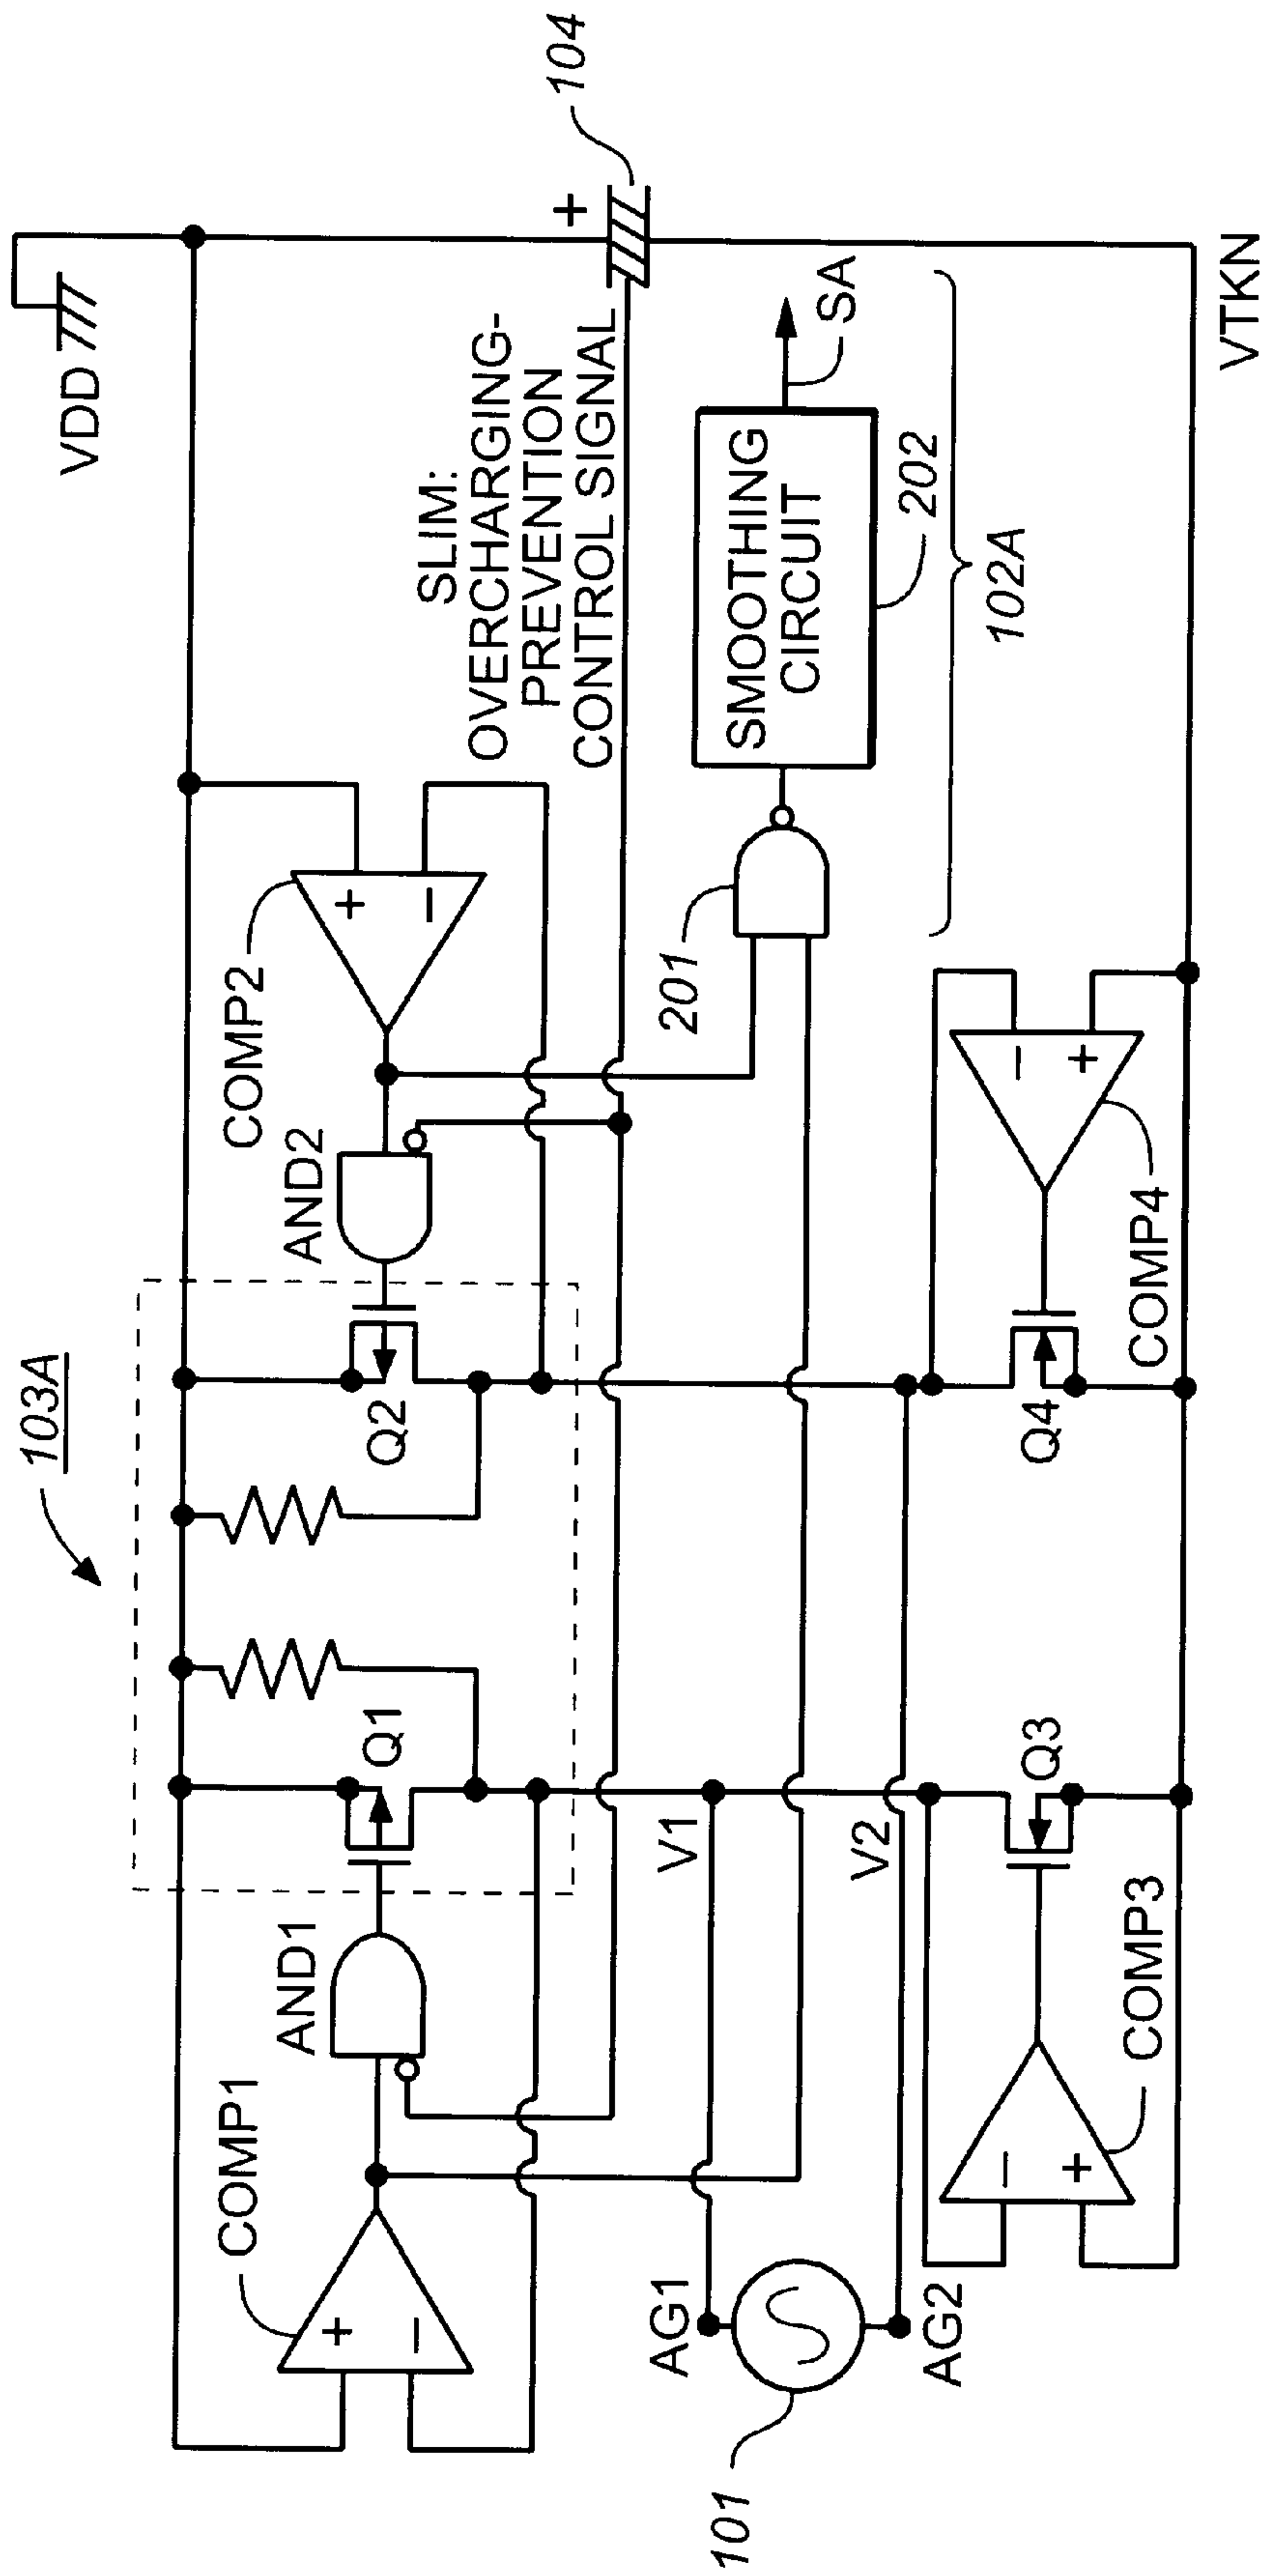 103A
VDD
COMP1
AND1
Q1
Q2
AND2
COMP2
+
−
+
−
+
104
SLIM:
OVERCHARGING-
PREVENTION
CONTROL SIGNAL
101
AG1
AG2
V1
V2
201
SMOOTHING
CIRCUIT
202
SA
102A
COMP3
−
+
Q3
Q4
−
+
COMP4
VTKN